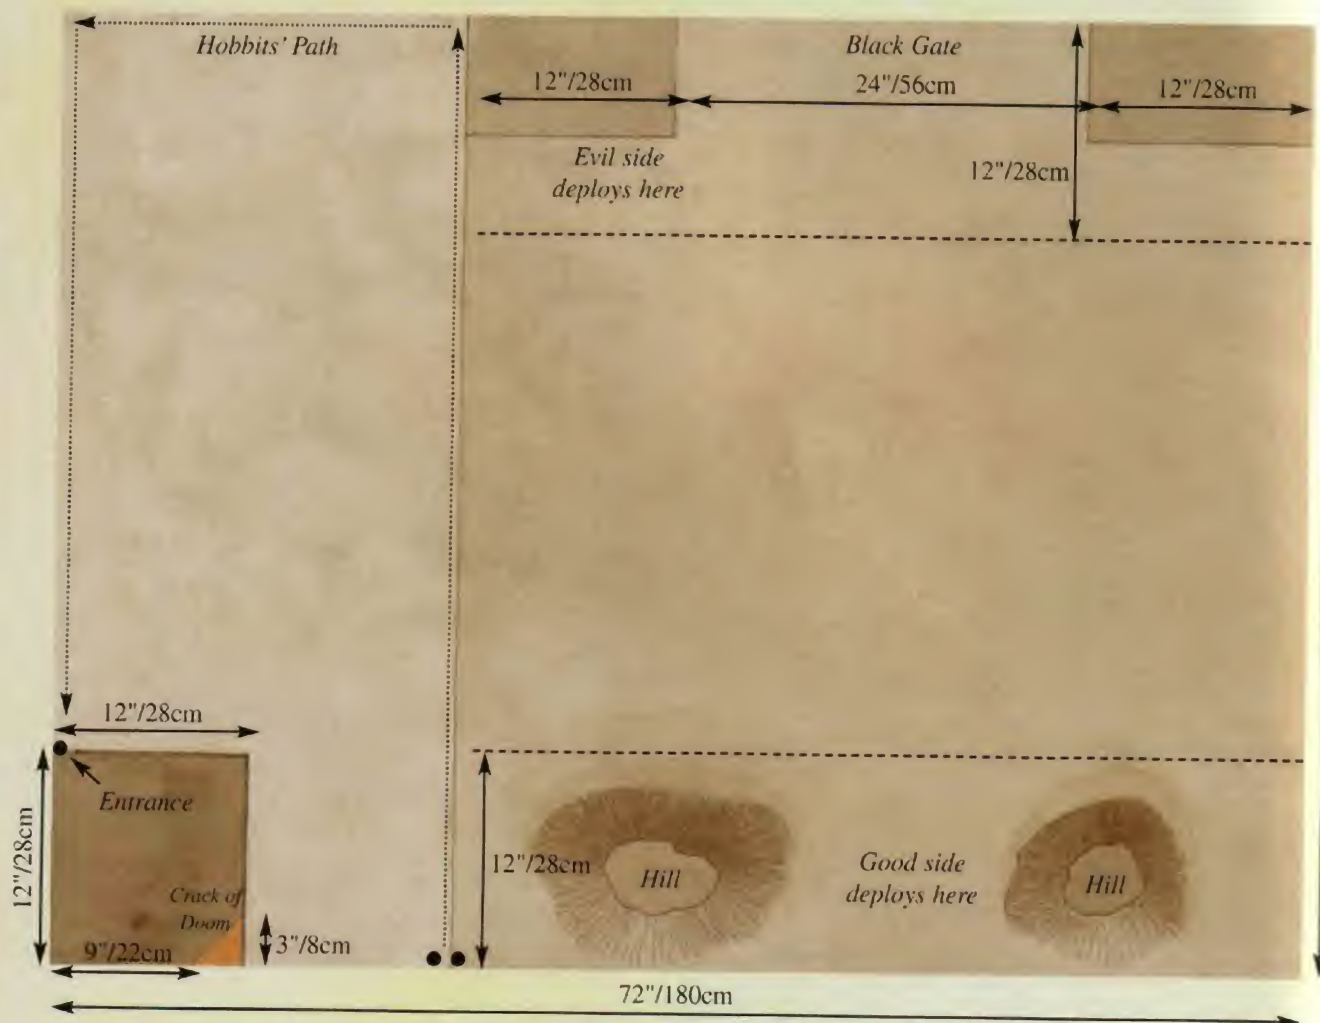 Hobbits' Path
Black Gate
12"/28cm
24"/56cm
12"/28cm
Evil side
deploys here
12"/28cm
12"/28cm
Entrance
12"/28cm
Crack of
Doom
9"/22cm
3"/8cm
12"/28cm
Hill
Good side
deploys here
Hill
72"/180cm